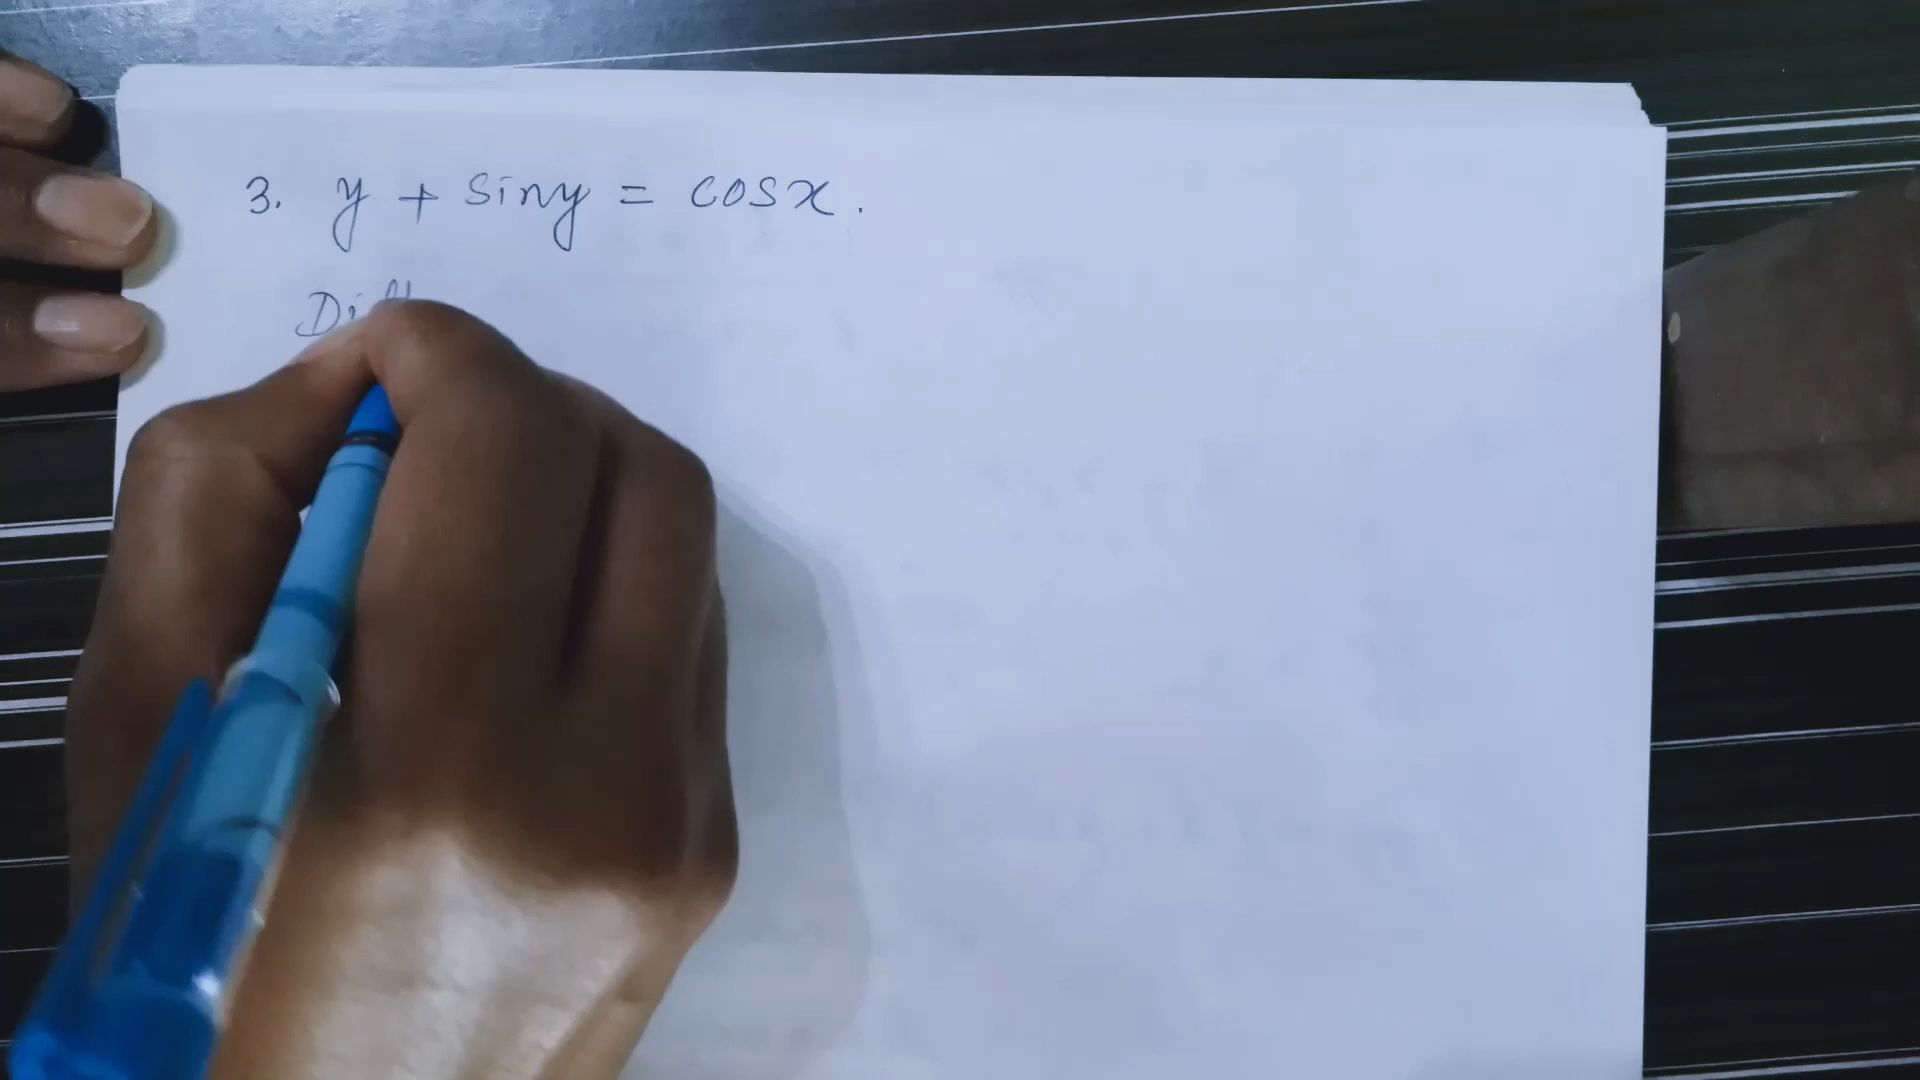 3. y + siny = cosx.